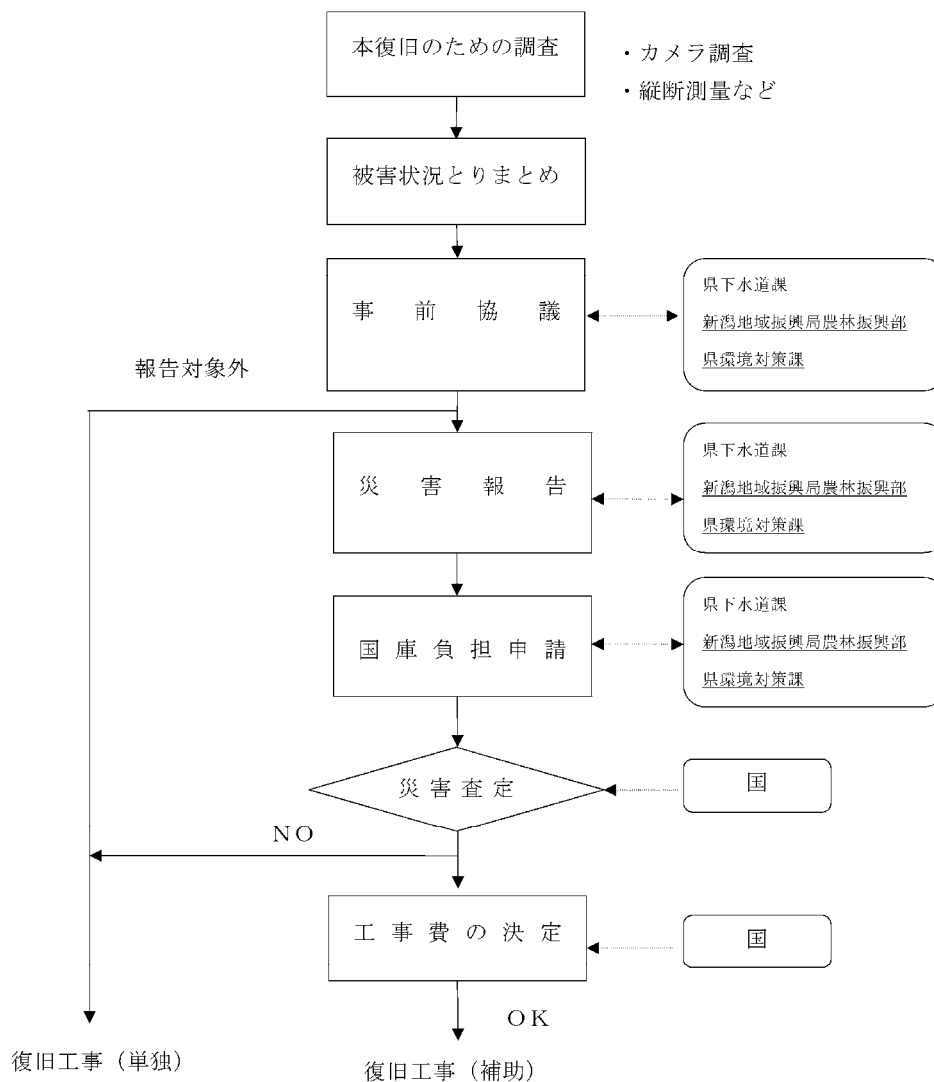 本復旧のための調査
・カメラ調査
・縦断測量など
被害状況とりまとめ
事前協議
県下水道課
新潟地域振興局農林振興部
県環境対策課
報告対象外
災害報告
県下水道課
新潟地域振興局農林振興部
県環境対策課
国庫負担申請
県下水道課
新潟地域振興局農林振興部
県環境対策課
災害査定
国
NO
工事費の決定
国
OK
復旧工事（単独）
復旧工事（補助）